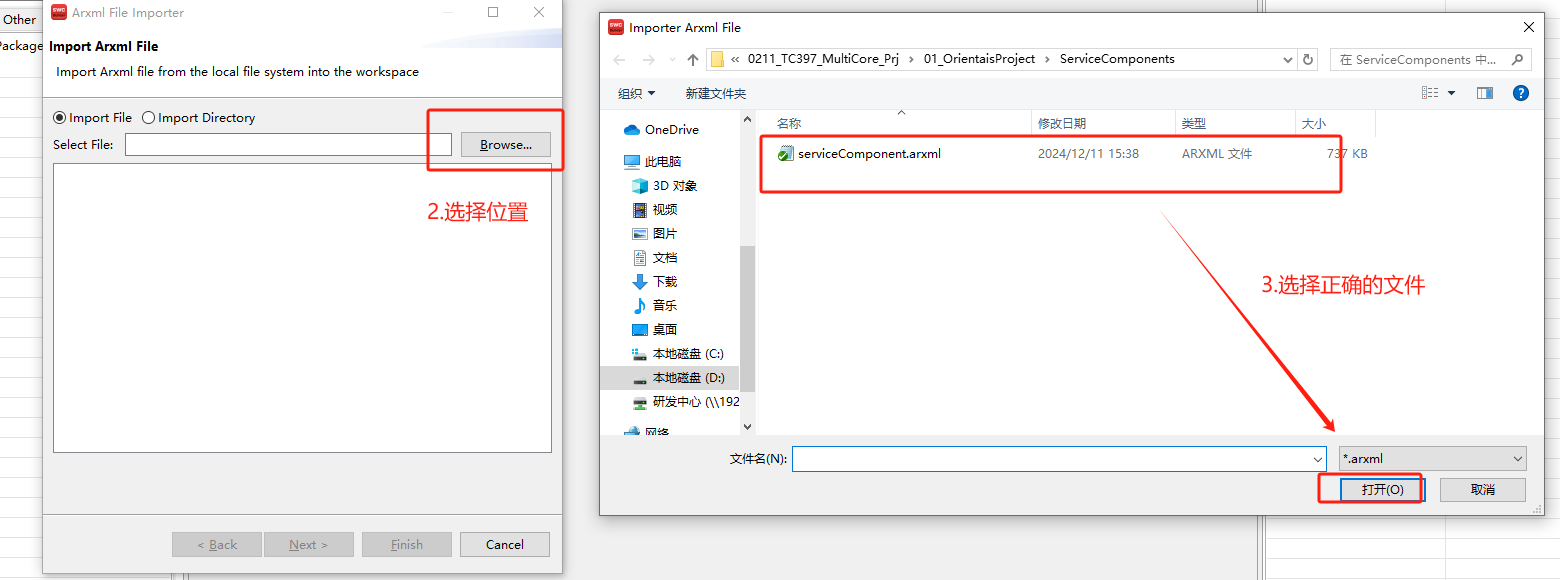 Other
Package
Arxml File Importer
Import Arxml File
Import Arxml file from the local file system into the workspace
Import File
Import Directory
Select File:
Browse...
2.选择位置
< Back
Next >
Finish
Cancel
Importer Arxml File
« 0211_TC397_MultiCore_Prj › 01_OrientaisProject › ServiceComponents
在 ServiceComponents 中...
组织
新建文件夹
OneDrive
此电脑
3D 对象
视频
图片
文档
下载
音乐
桌面
本地磁盘 (C:)
本地磁盘 (D:)
研发中心 (\\192
网络
名称
修改日期
类型
大小
serviceComponent.arxml
2024/12/11 15:38
ARXML 文件
737 KB
3.选择正确的文件
文件名(N):
*.arxml
打开(O)
取消